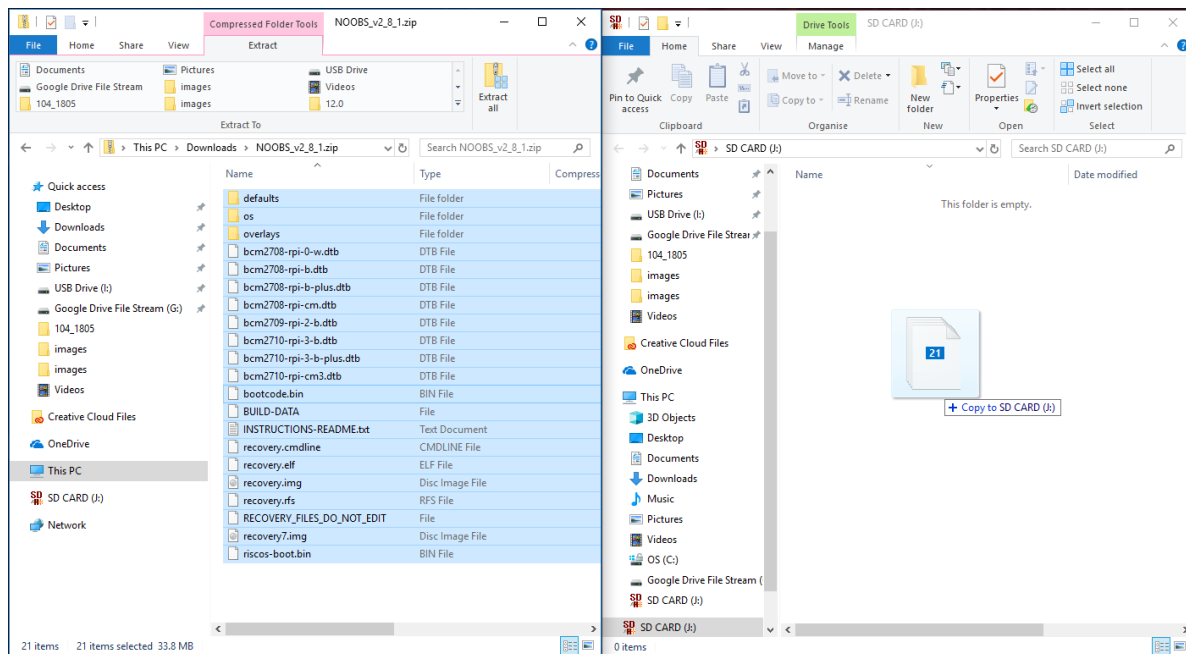 Compressed Folder Tools
NOOBS_v2_8_1.zip
File
Home
Share
View
Extract
Documents
Google Drive File Stream
104_1805
Pictures
images
images
USB Drive
Videos
12.0
Extract all
Extract To
This PC > Downloads > NOOBS_v2_8_1.zip
Search NOOBS_v2_8_1.zip
Quick access
Desktop
Downloads
Documents
Pictures
USB Drive (I:)
Google Drive File Stream (G:)
104_1805
images
images
Videos
Creative Cloud Files
OneDrive
This PC
SD CARD (J:)
Network
Name Type Compress
defaults File folder
os File folder
overlays File folder
bcm2708-rpi-0-w.dtb DTB File
bcm2708-rpi-b.dtb DTB File
bcm2708-rpi-b-plus.dtb DTB File
bcm2708-rpi-cm.dtb DTB File
bcm2709-rpi-2-b.dtb DTB File
bcm2710-rpi-3-b.dtb DTB File
bcm2710-rpi-3-b-plus.dtb DTB File
bcm2710-rpi-cm3.dtb DTB File
bootcode.bin BIN File
BUILD-DATA File
INSTRUCTIONS-README.txt Text Document
recovery.cmdline CMDLINE File
recovery.elf ELF File
recovery.img Disc Image File
recovery.rfs RFS File
RECOVERY_FILES_DO_NOT_EDIT File
recovery7.img Disc Image File
riscos-boot.bin BIN File
21 items 21 items selected 33.8 MB
Drive Tools
SD CARD (J:)
File
Home
Share
View
Manage
Pin to Quick access
Copy
Paste
Clipboard
Move to
Copy to
Delete
Rename
Organise
New folder
New
Properties
Open
Select all
Select none
Invert selection
Select
SD CARD (J:)
Search SD CARD (J:)
Documents
Pictures
USB Drive (I:)
Google Drive File Strear
104_1805
images
images
Videos
Creative Cloud Files
OneDrive
This PC
3D Objects
Desktop
Documents
Downloads
Music
Pictures
Videos
OS (C:)
Google Drive File Stream (
SD CARD (J:)
SD CARD (J:)
Name Date modified
This folder is empty.
21
Copy to SD CARD (J:)
0 items